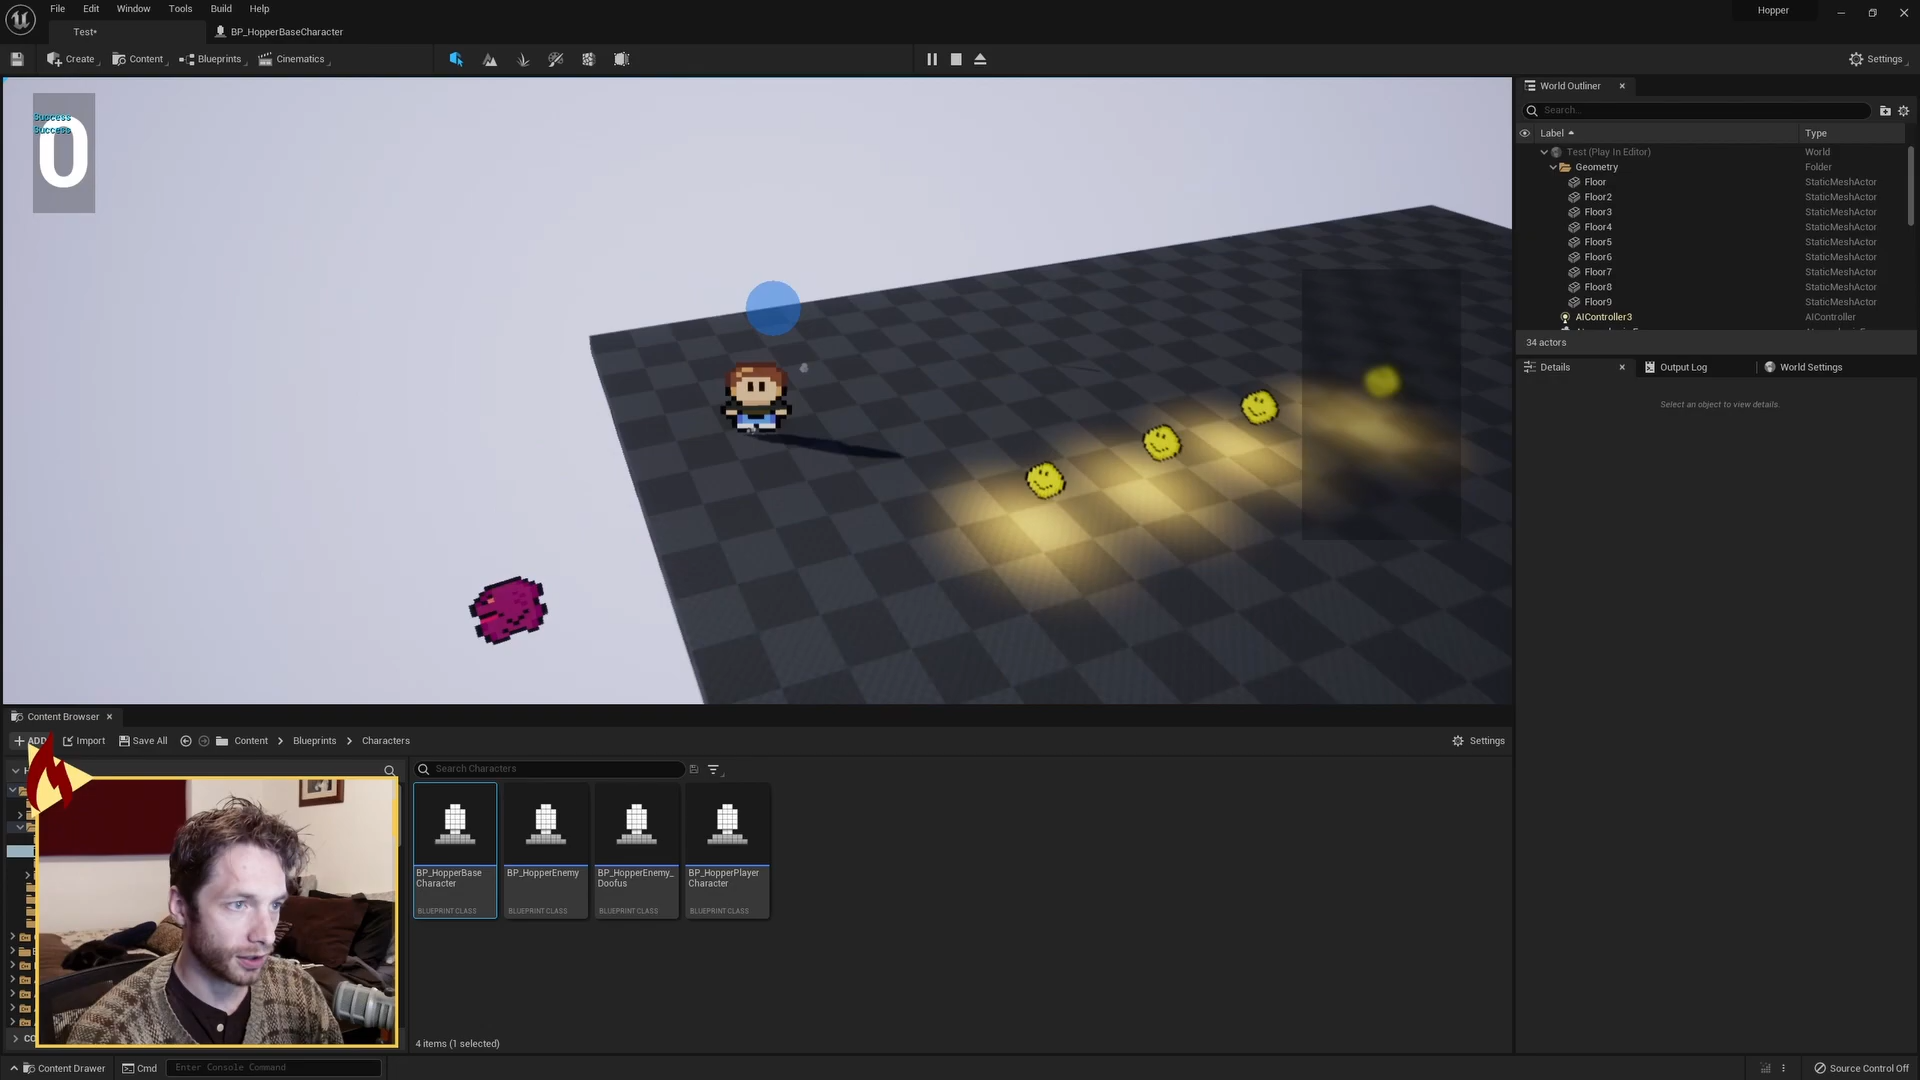 File Edit Window Tools Build Help
Hopper
Test•
BP_HopperBaseCharacter
Create
Content
Blueprints
Cinematics
Settings
Success
Success
0
World Outliner
Search...
Label
Type
Test (Play In Editor)
World
Geometry
Folder
Floor
StaticMeshActor
Floor2
StaticMeshActor
Floor3
StaticMeshActor
Floor4
StaticMeshActor
Floor5
StaticMeshActor
Floor6
StaticMeshActor
Floor7
StaticMeshActor
Floor8
StaticMeshActor
Floor9
StaticMeshActor
AIController3
AIController
34 actors
Details
Output Log
World Settings
Select an object to view details.
Content Browser
ADD
Import
Save All
Content
Blueprints
Characters
Settings
Search Characters
BP_HopperBase
Character
BLUEPRINT CLASS
BP_HopperEnemy
BLUEPRINT CLASS
BP_HopperEnemy_
Doofus
BLUEPRINT CLASS
BP_HopperPlayer
Character
BLUEPRINT CLASS
4 items (1 selected)
Content Drawer
Cmd
Enter Console Command
Source Control Off